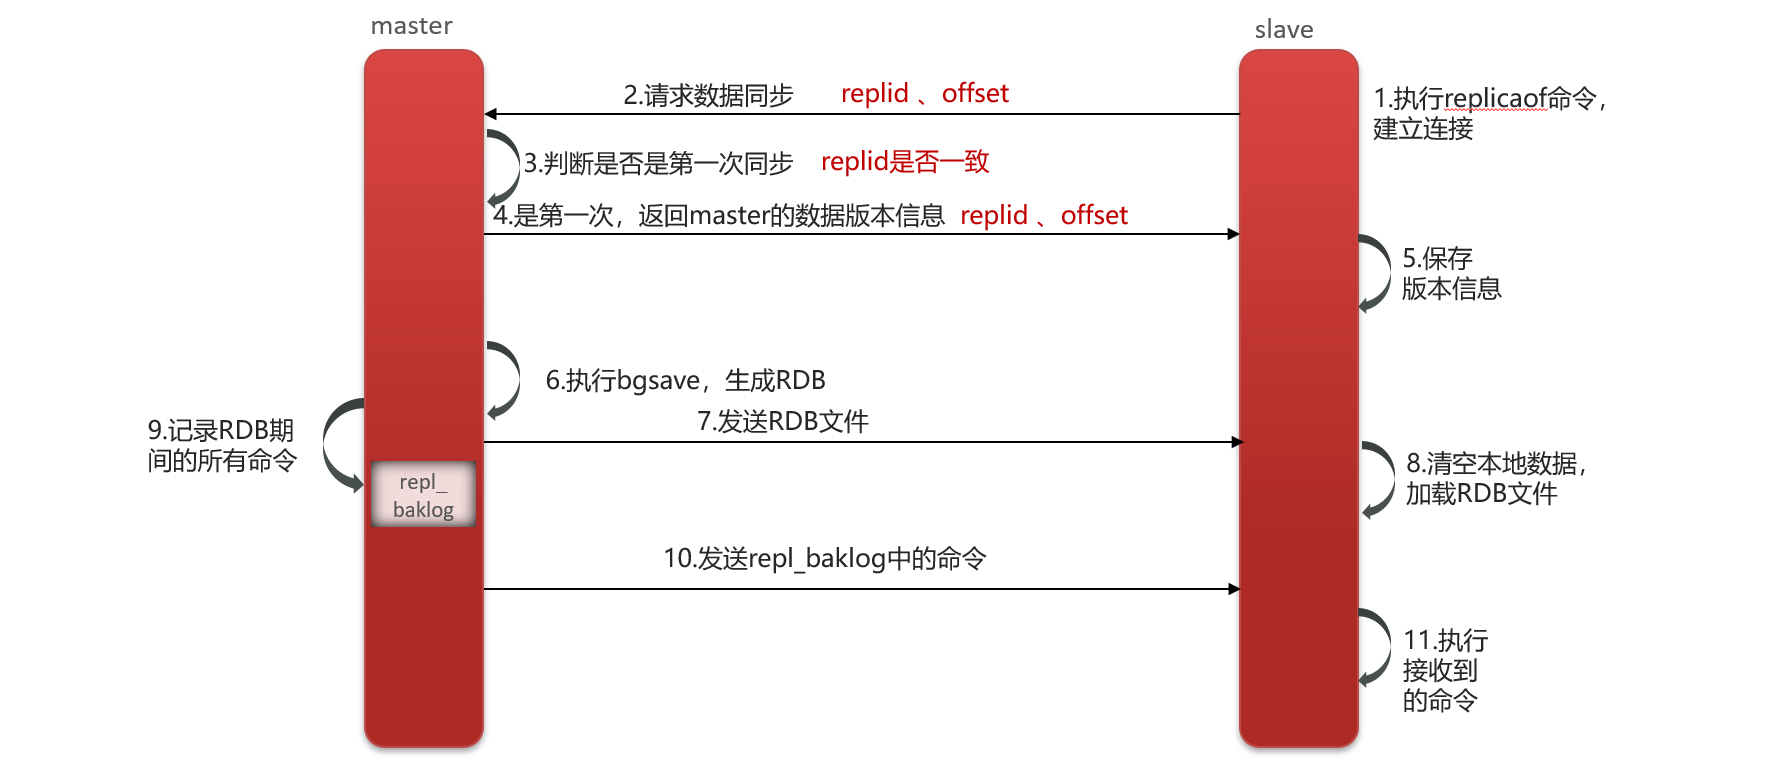 master
slave
2.请求数据同步 replid 、offset
1.执行replicaof命令，
建立连接
3.判断是否是第一次同步 replid是否一致
4.是第一次，返回master的数据版本信息 replid 、offset
5.保存
版本信息
6.执行bgsave，生成RDB
7.发送RDB文件
9.记录RDB期
间的所有命令
repl_
baklog
8.清空本地数据，
加载RDB文件
10.发送repl_baklog中的命令
11.执行
接收到
的命令